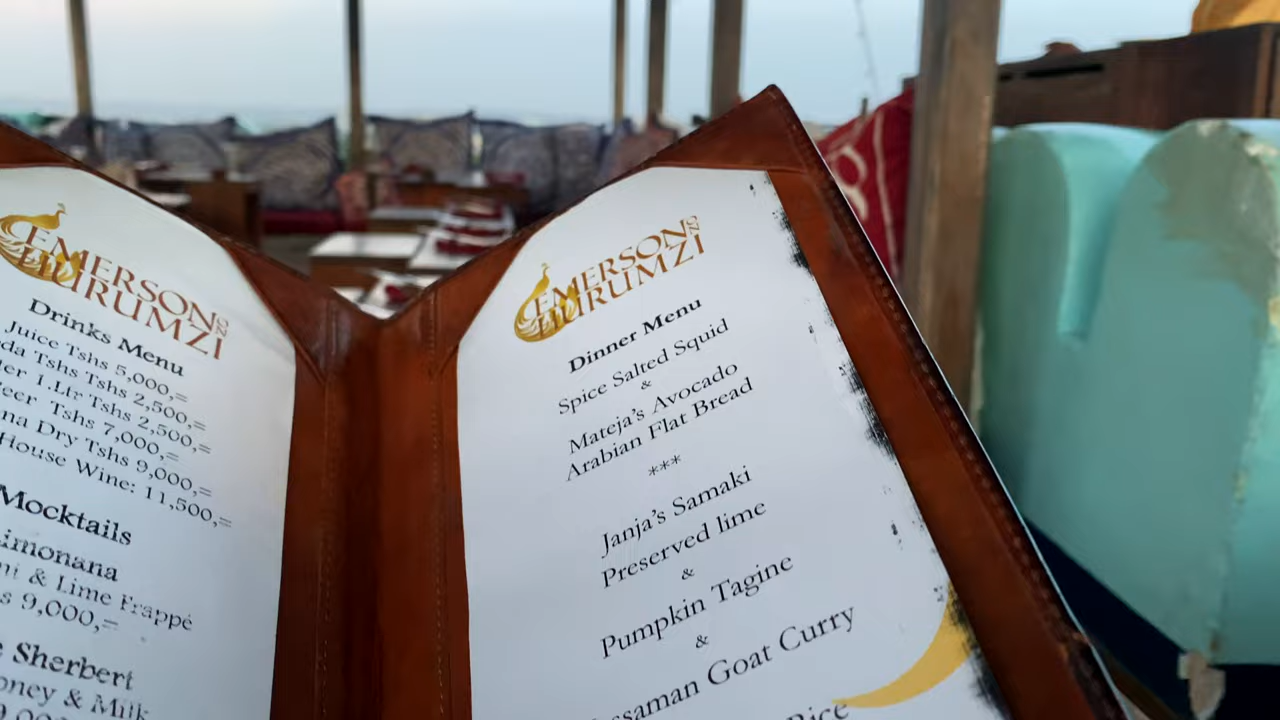 EMERSON
HURUMZI
Drinks Menu
Juice Tshs 5,000,=
Tshs Tshs 2,500,=
1.Ltr Tshs 2,500,=
Tshs 7,000,=
Dry Tshs 9,000,=
House Wine: 11,500,=
Mocktails
& Lime Frappé
9,000,=
Sherbert
& Milk
EMERSON
HURUMZI
Dinner Menu
Spice Salted Squid
&
Mateja's Avocado
Arabian Flat Bread
***
Janja's Samaki
Preserved lime
&
Pumpkin Tagine
&
Goat Curry
Rice